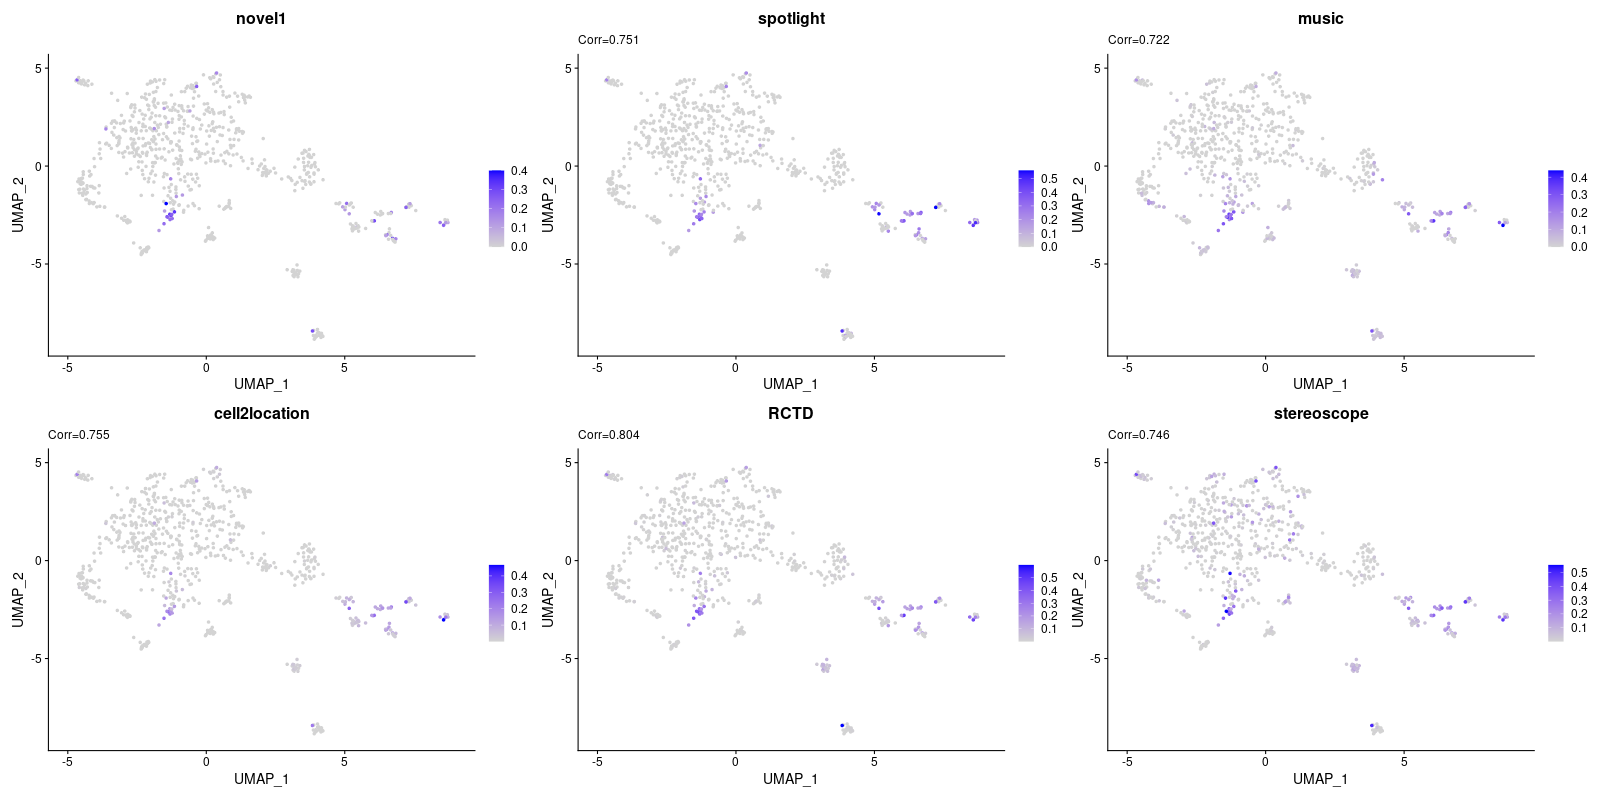 novel1
5
0
-5
UMAP_2
-5 0 5
UMAP_1
0.4
0.3
0.2
0.1
0.0
spotlight
Corr=0.751
5
0
-5
UMAP_2
-5 0 5
UMAP_1
0.5
0.4
0.3
0.2
0.1
0.0
music
Corr=0.722
5
0
-5
UMAP_2
-5 0 5
UMAP_1
0.4
0.3
0.2
0.1
0.0
cell2location
Corr=0.755
5
0
-5
UMAP_2
-5 0 5
UMAP_1
0.4
0.3
0.2
0.1
RCTD
Corr=0.804
5
0
-5
UMAP_2
-5 0 5
UMAP_1
0.5
0.4
0.3
0.2
0.1
stereoscope
Corr=0.746
5
0
-5
UMAP_2
-5 0 5
UMAP_1
0.5
0.4
0.3
0.2
0.1